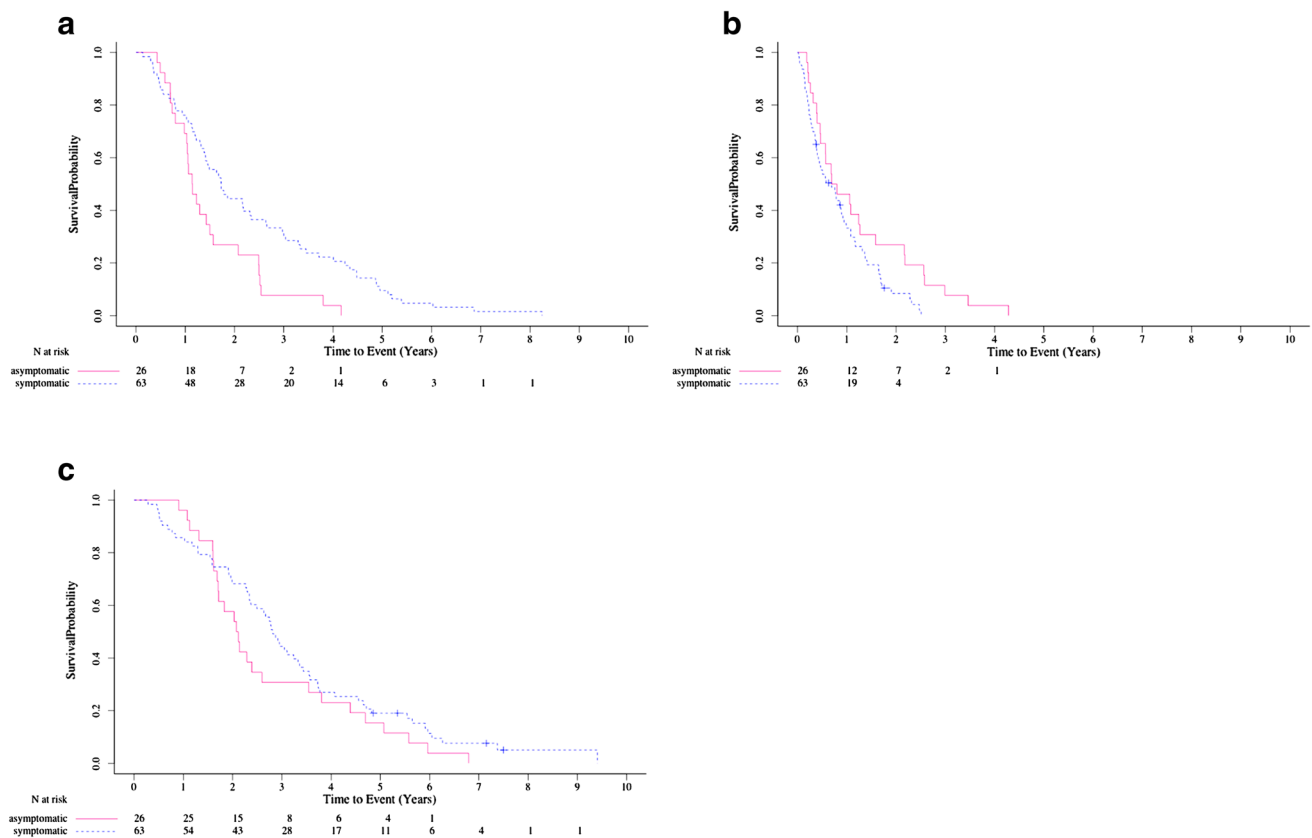 a
SurvivalProbability
1.0
0.8
0.6
0.4
0.2
0.0
0 1 2 3 4 5 6 7 8 9 10
Time to Event (Years)
N at risk
asymptomatic 26 18 7 2 1
symptomatic 63 48 28 20 14 6 3 1 1
b
SurvivalProbability
1.0
0.8
0.6
0.4
0.2
0.0
0 1 2 3 4 5 6 7 8 9 10
Time to Event (Years)
N at risk
asymptomatic 26 12 7 2 1
symptomatic 63 19 4
c
SurvivalProbability
1.0
0.8
0.6
0.4
0.2
0.0
0 1 2 3 4 5 6 7 8 9 10
Time to Event (Years)
N at risk
asymptomatic 26 25 15 8 6 4 1
symptomatic 63 54 43 28 17 11 6 4 1 1